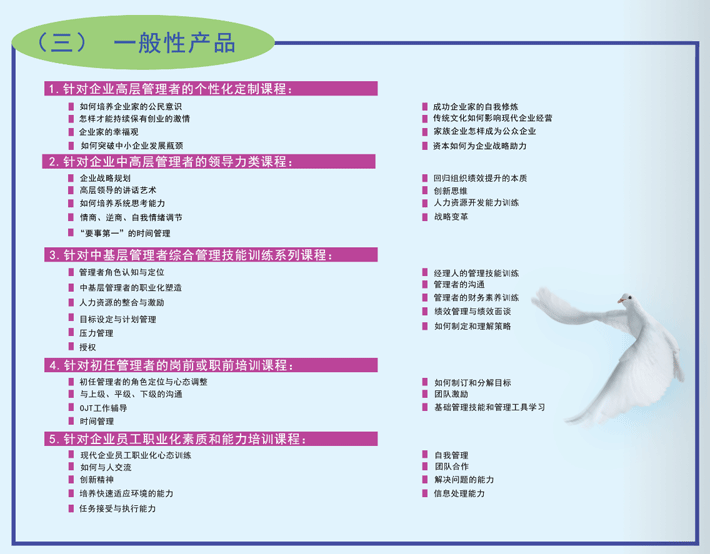 （三） 一般性产品
1.针对企业高层管理者的个性化定制课程：
如何培养企业家的公民意识
怎样才能持续保有创业的激情
企业家的幸福观
如何突破中小企业发展瓶颈
成功企业家的自我修炼
传统文化如何影响现代企业经营
家族企业怎样成为公众企业
资本如何为企业战略助力
2.针对企业中高层管理者的领导力类课程：
企业战略规划
高层领导的讲话艺术
如何培养系统思考能力
情商、逆商、自我情绪调节
“要事第一”的时间管理
回归组织绩效提升的本质
创新思维
人力资源开发能力训练
战略变革
3.针对中基层管理者综合管理技能训练系列课程：
管理者角色认知与定位
中基层管理者的职业化塑造
人力资源的整合与激励
目标设定与计划管理
压力管理
授权
经理人的管理技能训练
管理者的沟通
管理者的财务素养训练
绩效管理与绩效面谈
如何制定和理解策略
4.针对初任管理者的岗前或职前培训课程：
初任管理者的角色定位与心态调整
与上级、平级、下级的沟通
OJT工作辅导
时间管理
如何制订和分解目标
团队激励
基础管理技能和管理工具学习
5.针对企业员工职业化素质和能力培训课程：
现代企业员工职业化心态训练
如何与人交流
创新精神
培养快速适应环境的能力
任务接受与执行能力
自我管理
团队合作
解决问题的能力
信息处理能力